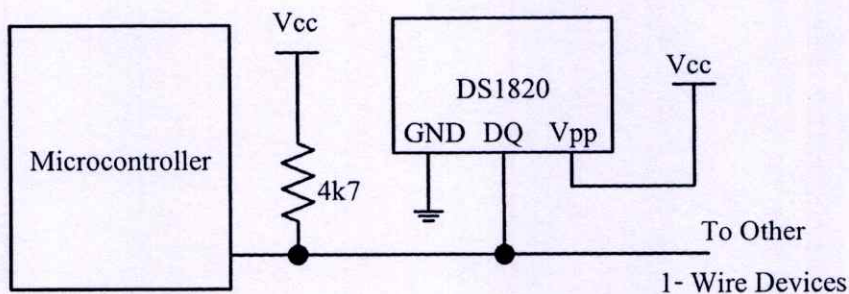 Vcc
DS1820
Vcc
GND DQ Vpp
Microcontroller
4k7
To Other
1- Wire Devices